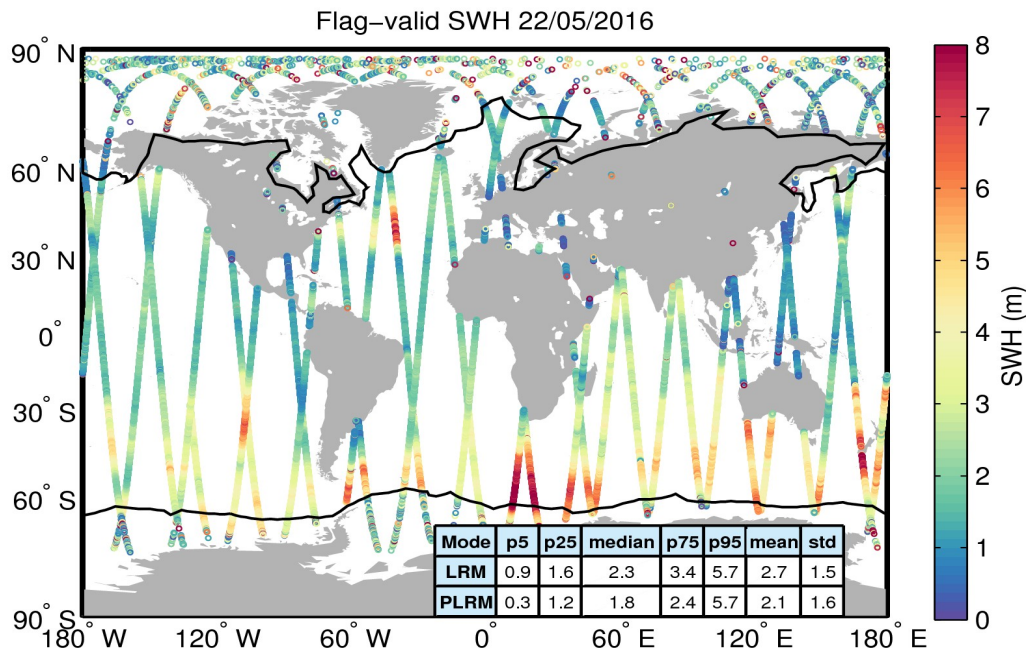 Flag−valid SWH 22/05/2016
90° N
60° N
30° N
0°
30° S
60° S
90° S
180° W
120° W
60° W
0°
60° E
120° E
180° E
8
7
6
5
4
3
2
1
0
SWH (m)
Mode p5 p25 median p75 p95 mean std
LRM 0.9 1.6 2.3 3.4 5.7 2.7 1.5
PLRM 0.3 1.2 1.8 2.4 5.7 2.1 1.6